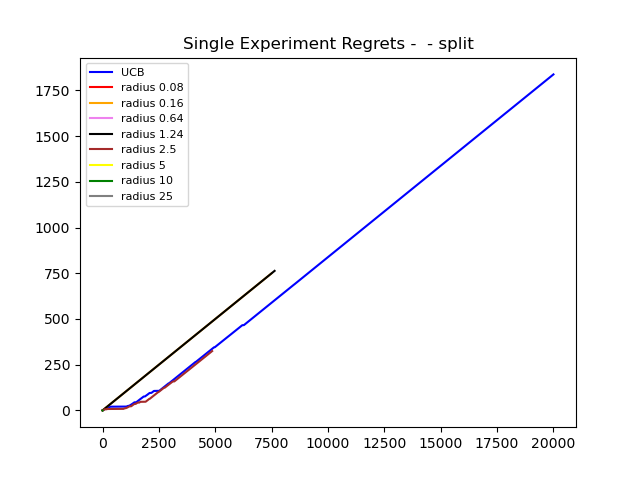 Single Experiment Regrets -  - split
UCB
radius 0.08
radius 0.16
radius 0.64
radius 1.24
radius 2.5
radius 5
radius 10
radius 25
1750
1500
1250
1000
750
500
250
0
0 2500 5000 7500 10000 12500 15000 17500 20000